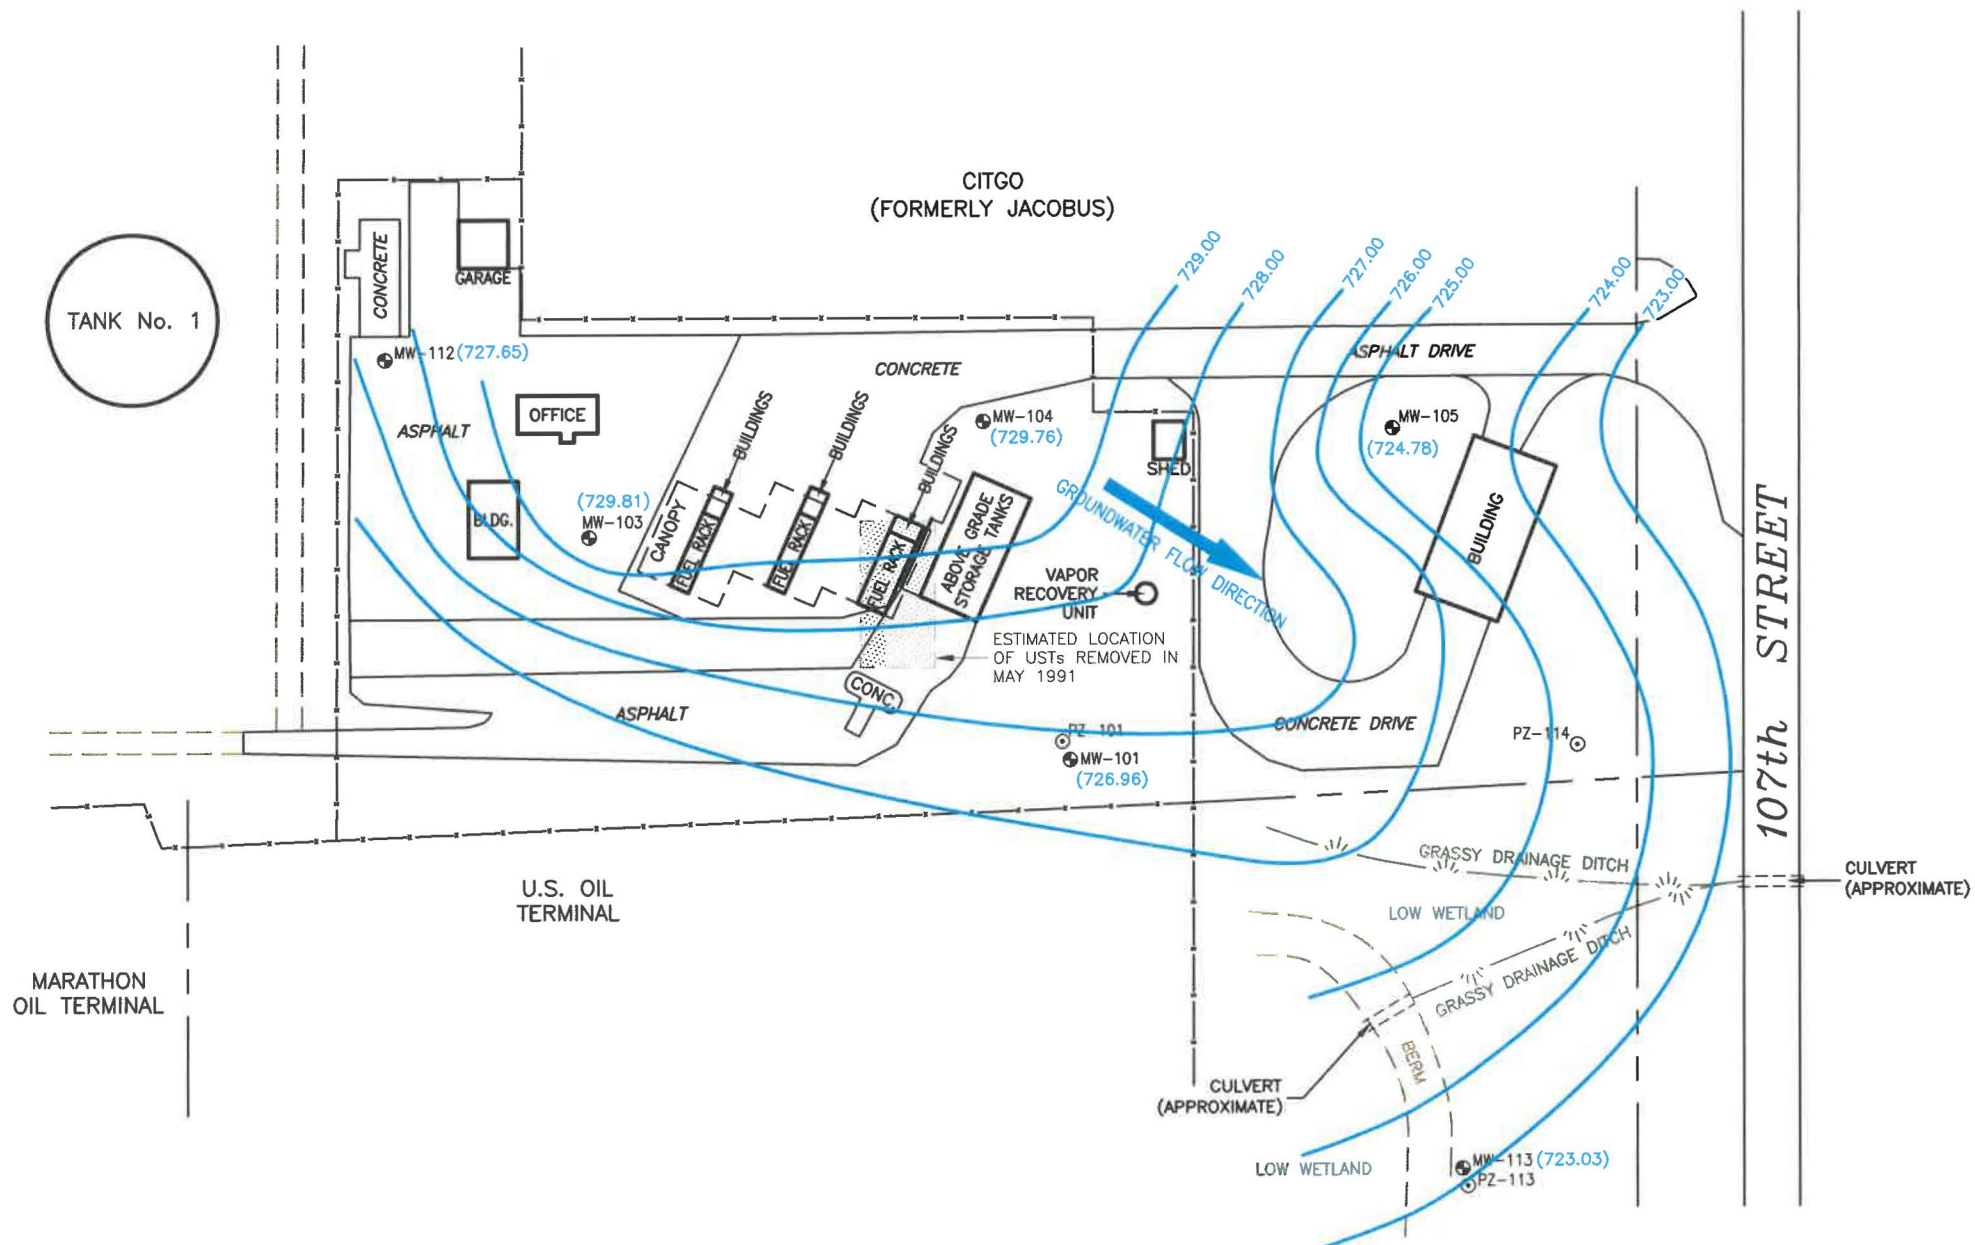 CITGO
(FORMERLY JACOBUS)
TANK No. 1
CONCRETE
GARAGE
729.00
728.00
727.00
726.00
725.00
724.00
723.00
MW-112 (727.65)
ASPHALT
OFFICE
CONCRETE
ASPHALT DRIVE
BUILDINGS
BUILDINGS
BUILDINGS
MW-104
(729.76)
MW-105
(724.78)
SHED
BLDG.
(729.81)
MW-103
CANOPY
FUEL RACK
FUEL RACK
FUEL RACK
ABOVE GRADE
STORAGE TANKS
GROUNDWATER FLOW DIRECTION
BUILDING
VAPOR
RECOVERY
UNIT
ESTIMATED LOCATION
OF USTs REMOVED IN
MAY 1991
CONC.
ASPHALT
PZ-101
MW-101
(726.96)
CONCRETE DRIVE
PZ-114
107th STREET
GRASSY DRAINAGE DITCH
CULVERT
(APPROXIMATE)
U.S. OIL
TERMINAL
LOW WETLAND
GRASSY DRAINAGE DITCH
MARATHON
OIL TERMINAL
BERM
CULVERT
(APPROXIMATE)
LOW WETLAND
MW-113 (723.03)
PZ-113